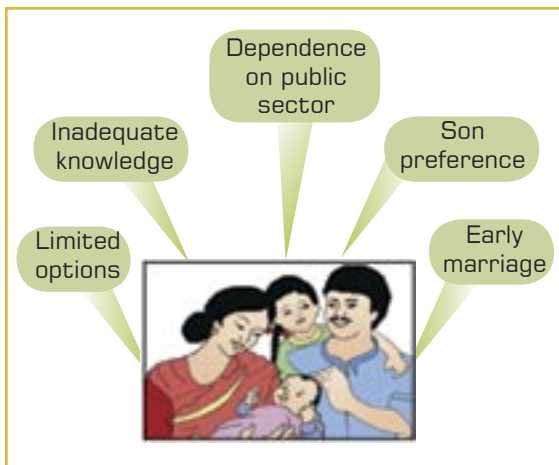 Limited
options
Inadequate
knowledge
Dependence
on public
sector
Son
preference
Early
marriage